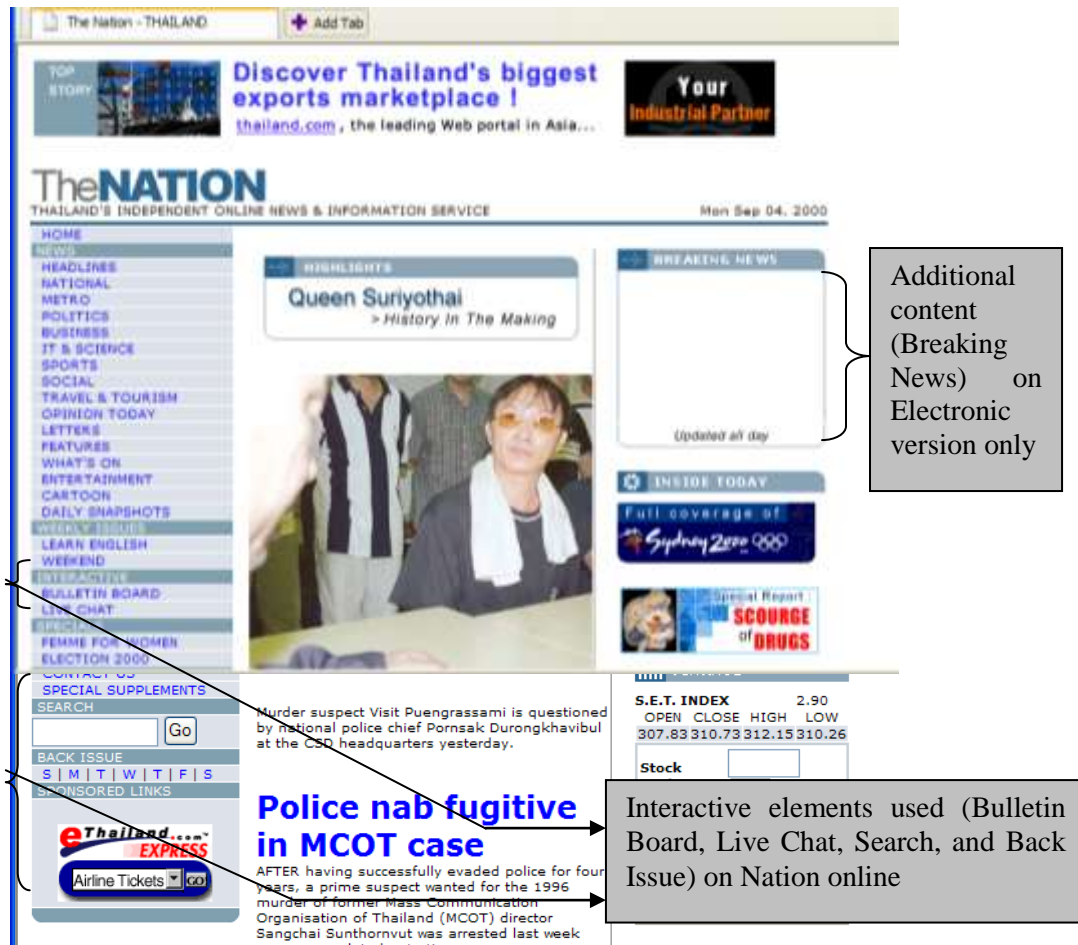 The Nation - THAILAND
Add Tab
TOP
STORY
Discover Thailand's biggest
exports marketplace !
thailand.com , the leading Web portal in Asia...
Your
Industrial Partner
TheNATION
THAILAND'S INDEPENDENT ONLINE NEWS & INFORMATION SERVICE
Mon Sep 04, 2000
HOME
NEWS
HEADLINES
NATIONAL
METRO
POLITICS
BUSINESS
IT & SCIENCE
SPORTS
SOCIAL
TRAVEL & TOURISM
OPINION TODAY
LETTERS
FEATURES
WHAT'S ON
ENTERTAINMENT
CARTOON
DAILY SNAPSHOTS
WEEKLY ISSUES
LEARN ENGLISH
WEEKEND
INTERACTIVE
BULLETIN BOARD
LIVE CHAT
SPECIALS
FEMME FOR WOMEN
ELECTION 2000
CONTACT US
SPECIAL SUPPLEMENTS
SEARCH
Go
BACK ISSUE
S | M | T | W | T | F | S
SPONSORED LINKS
eThailand.com
EXPRESS
Airline Tickets GO
HIGHLIGHTS
Queen Suriyothai
> History In The Making
Murder suspect Visit Puengrassami is questioned
by national police chief Pornsak Durongkhavibul
at the CSD headquarters yesterday.
Police nab fugitive
in MCOT case
AFTER having successfully evaded police for four
years, a prime suspect wanted for the 1996
murder of former Mass Communication
Organisation of Thailand (MCOT) director
Sangchai Sunthornvut was arrested last week
BREAKING NEWS
Updated all day
INSIDE TODAY
Full coverage of
Sydney 2000
Special Report :
SCOURGE
of DRUGS
S.E.T. INDEX 2.90
OPEN CLOSE HIGH LOW
307.83 310.73 312.15 310.26
Stock
Additional
content
(Breaking
News) on
Electronic
version only
Interactive elements used (Bulletin
Board, Live Chat, Search, and Back
Issue) on Nation online